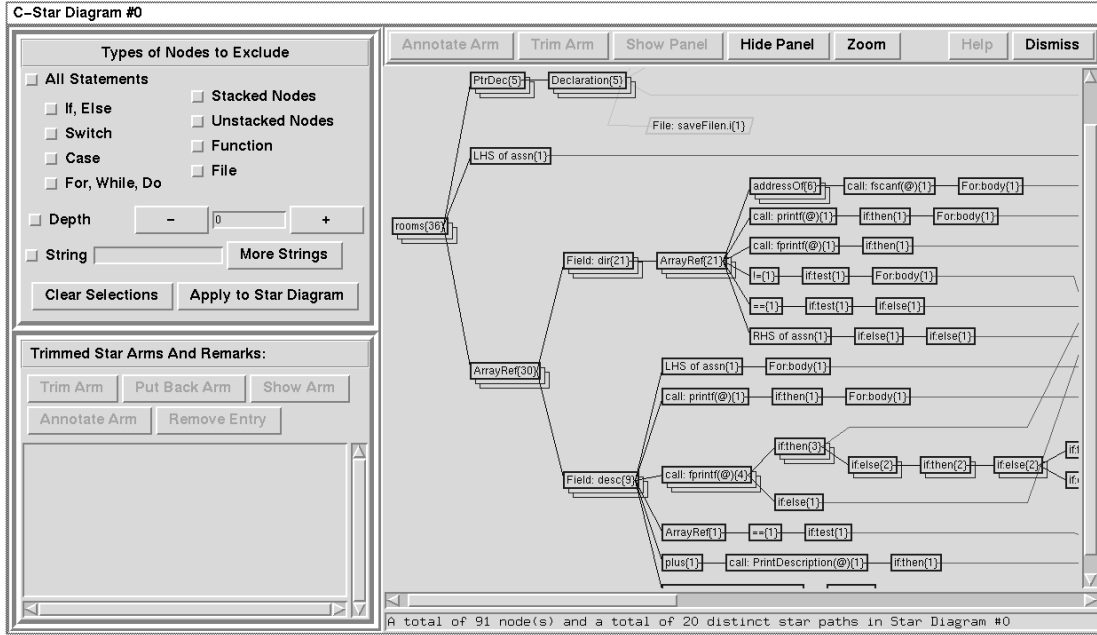 C-Star Diagram #0
Types of Nodes to Exclude
All Statements
If, Else
Switch
Case
For, While, Do
Stacked Nodes
Unstacked Nodes
Function
File
Depth - 0 +
String More Strings
Clear Selections Apply to Star Diagram
Trimmed Star Arms And Remarks:
Trim Arm Put Back Arm Show Arm
Annotate Arm Remove Entry
Annotate Arm Trim Arm Show Panel Hide Panel Zoom Help Dismiss
PtrDec{5} Declaration{5}
File: saveFilen.i{1}
LHS of assn{1}
addressOf{6} call: fscanf(@){1} For:body{1}
call: printf(@){1} if:then{1} For:body{1}
rooms{36}
call: fprintf(@){1} if:then{1}
Field: dir{21} ArrayRef{21}
!={1} if:test{1} For:body{1}
=={1} if:test{1} if:else{1}
RHS of assn{1} if:else{1} if:else{1}
ArrayRef{30}
LHS of assn{1} For:body{1}
call: printf(@){1} if:then{1} For:body{1}
if:then{3}
if:else{2} if:then{2} if:else{2}
call: fprintf(@){4}
Field: desc{9}
if:else{1}
ArrayRef{1} =={1} if:test{1}
plus{1} call: PrintDescription(@){1} if:then{1}
A total of 91 node(s) and a total of 20 distinct star paths in Star Diagram #0